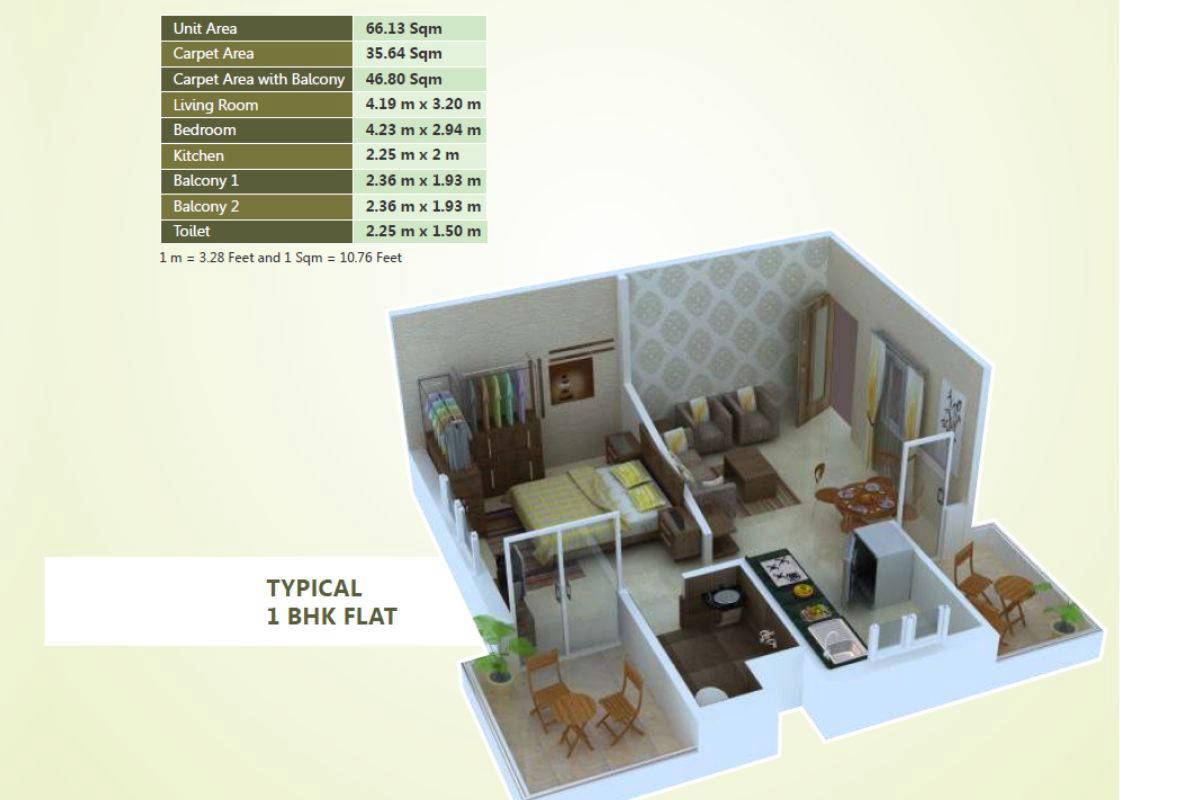 Unit Area 66.13 Sqm
Carpet Area 35.64 Sqm
Carpet Area with Balcony 46.80 Sqm
Living Room 4.19 m x 3.20 m
Bedroom 4.23 m x 2.94 m
Kitchen 2.25 m x 2 m
Balcony 1 2.36 m x 1.93 m
Balcony 2 2.36 m x 1.93 m
Toilet 2.25 m x 1.50 m
1 m = 3.28 Feet and 1 Sqm = 10.76 Feet
TYPICAL
1 BHK FLAT